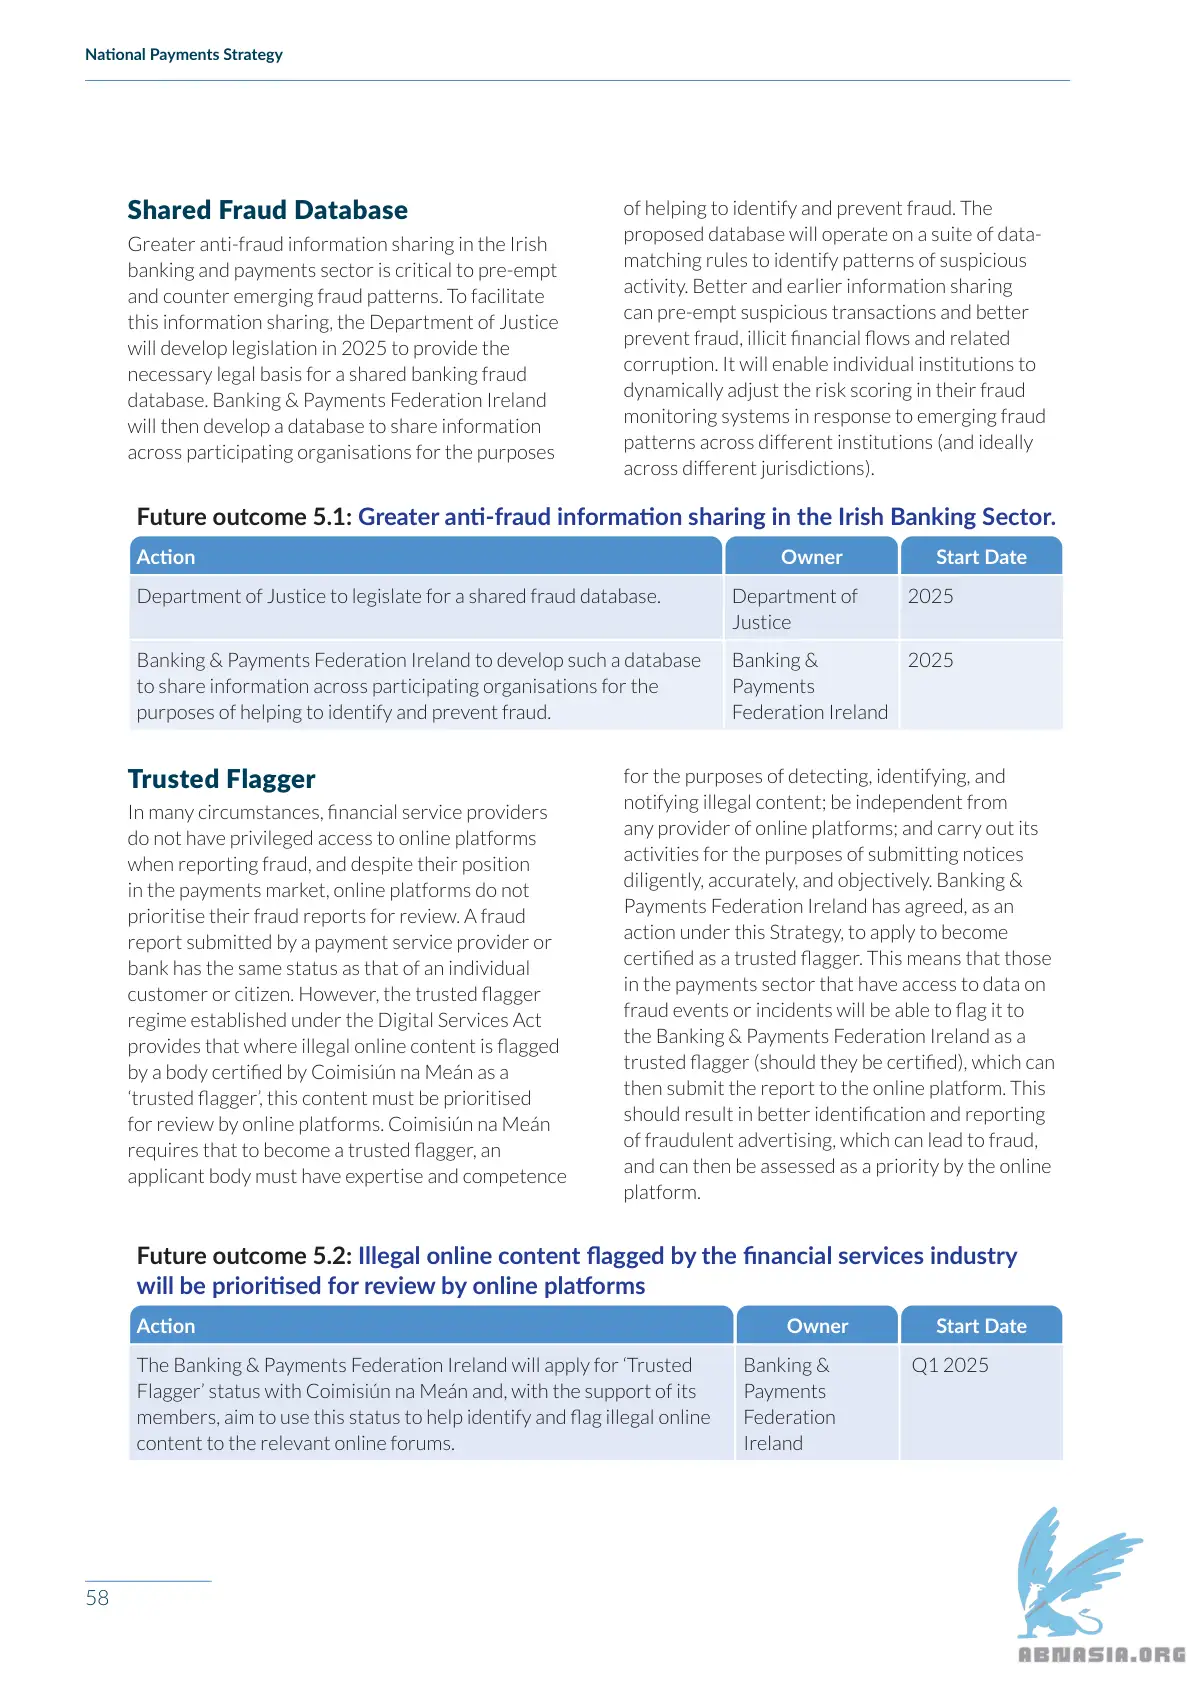 National Payments Strategy
Shared Fraud Database
Greater anti-fraud information sharing in the Irish
banking and payments sector is critical to pre-empt
and counter emerging fraud patterns. To facilitate
this information sharing, the Department of Justice
will develop legislation in 2025 to provide the
necessary legal basis for a shared banking fraud
database. Banking & Payments Federation Ireland
will then develop a database to share information
across participating organisations for the purposes
of helping to identify and prevent fraud. The
proposed database will operate on a suite of data-
matching rules to identify patterns of suspicious
activity. Better and earlier information sharing
can pre-empt suspicious transactions and better
prevent fraud, illicit financial flows and related
corruption. It will enable individual institutions to
dynamically adjust the risk scoring in their fraud
monitoring systems in response to emerging fraud
patterns across different institutions (and ideally
across different jurisdictions).
Future outcome 5.1: Greater anti-fraud information sharing in the Irish Banking Sector.
Action Owner Start Date
Department of Justice to legislate for a shared fraud database. Department of 2025
Justice
Banking & Payments Federation Ireland to develop such a database Banking & 2025
to share information across participating organisations for the Payments
purposes of helping to identify and prevent fraud. Federation Ireland
Trusted Flagger
In many circumstances, financial service providers
do not have privileged access to online platforms
when reporting fraud, and despite their position
in the payments market, online platforms do not
prioritise their fraud reports for review. A fraud
report submitted by a payment service provider or
bank has the same status as that of an individual
customer or citizen. However, the trusted flagger
regime established under the Digital Services Act
provides that where illegal online content is flagged
by a body certified by Coimisiún na Meán as a
‘trusted flagger’, this content must be prioritised
for review by online platforms. Coimisiún na Meán
requires that to become a trusted flagger, an
applicant body must have expertise and competence
for the purposes of detecting, identifying, and
notifying illegal content; be independent from
any provider of online platforms; and carry out its
activities for the purposes of submitting notices
diligently, accurately, and objectively. Banking &
Payments Federation Ireland has agreed, as an
action under this Strategy, to apply to become
certified as a trusted flagger. This means that those
in the payments sector that have access to data on
fraud events or incidents will be able to flag it to
the Banking & Payments Federation Ireland as a
trusted flagger (should they be certified), which can
then submit the report to the online platform. This
should result in better identification and reporting
of fraudulent advertising, which can lead to fraud,
and can then be assessed as a priority by the online
platform.
Future outcome 5.2: Illegal online content flagged by the financial services industry
will be prioritised for review by online platforms
Action Owner Start Date
The Banking & Payments Federation Ireland will apply for ‘Trusted Banking & Q1 2025
Flagger’ status with Coimisiún na Meán and, with the support of its Payments
members, aim to use this status to help identify and flag illegal online Federation
content to the relevant online forums. Ireland
58
ABNASIA.ORG